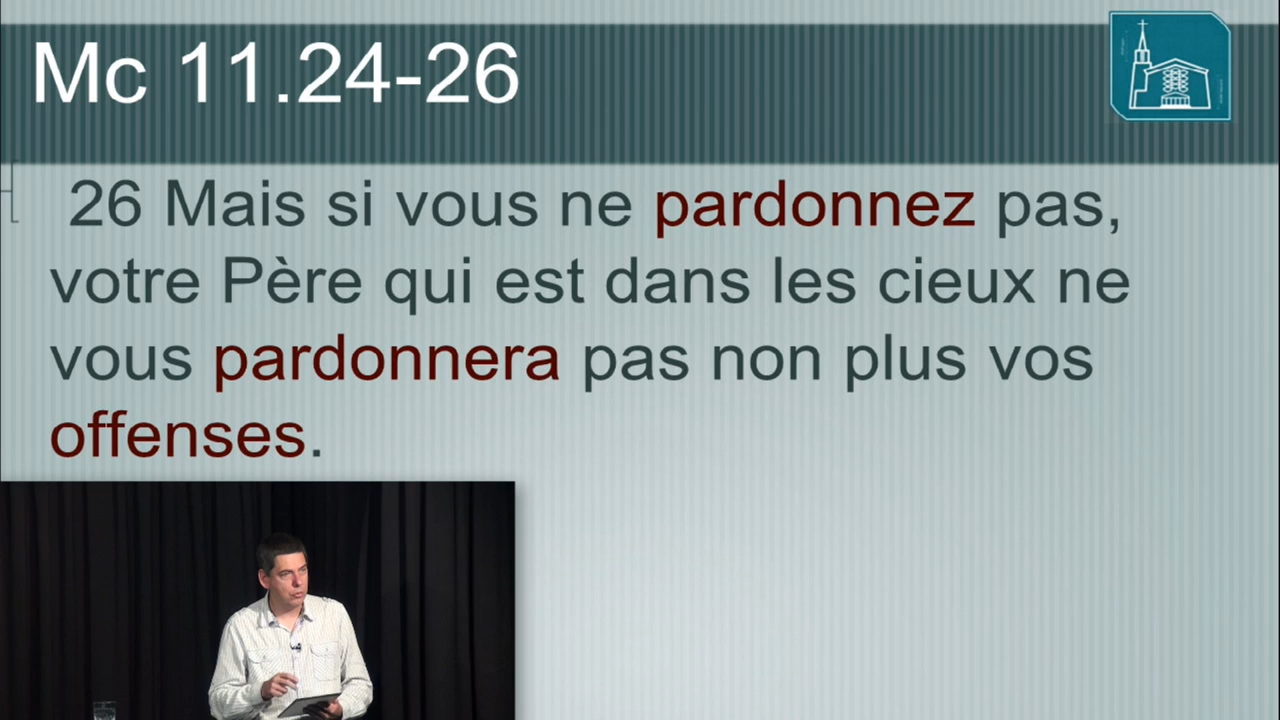 Mc 11.24-26
26 Mais si vous ne pardonnez pas,
votre Père qui est dans les cieux ne
vous pardonnera pas non plus vos
offenses.